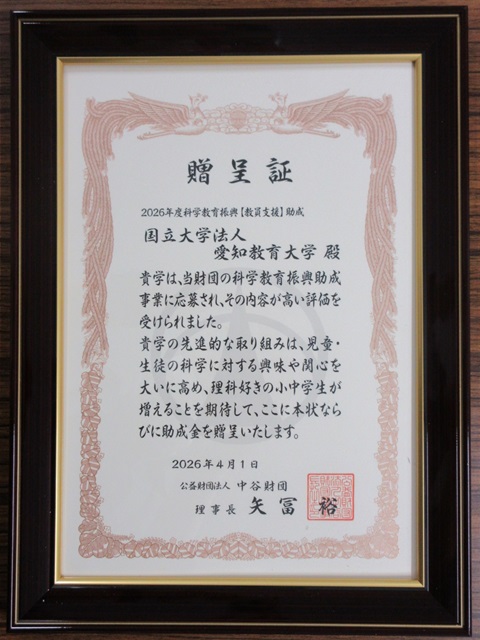 贈呈証
2026年度科学教育振興【教員支援】助成
国立大学法人
愛知教育大学 殿
貴学は、当財団の科学教育振興助成
事業に応募され、その内容が高い評価を
受けられました。
貴学の先進的な取り組みは、児童・
生徒の科学に対する興味や関心を
大いに高め、理科好きの小中学生が
増えることを期待して、ここに本状なら
びに助成金を贈呈いたします。
2026年4月1日
公益財団法人 中谷財団
理事長 矢冨 裕